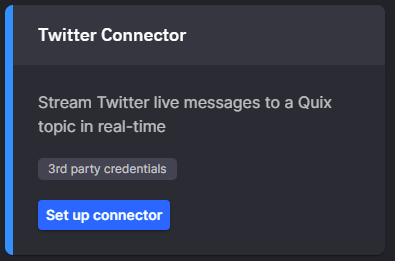 Twitter Connector
Stream Twitter live messages to a Quix
topic in real-time
3rd party credentials
Set up connector